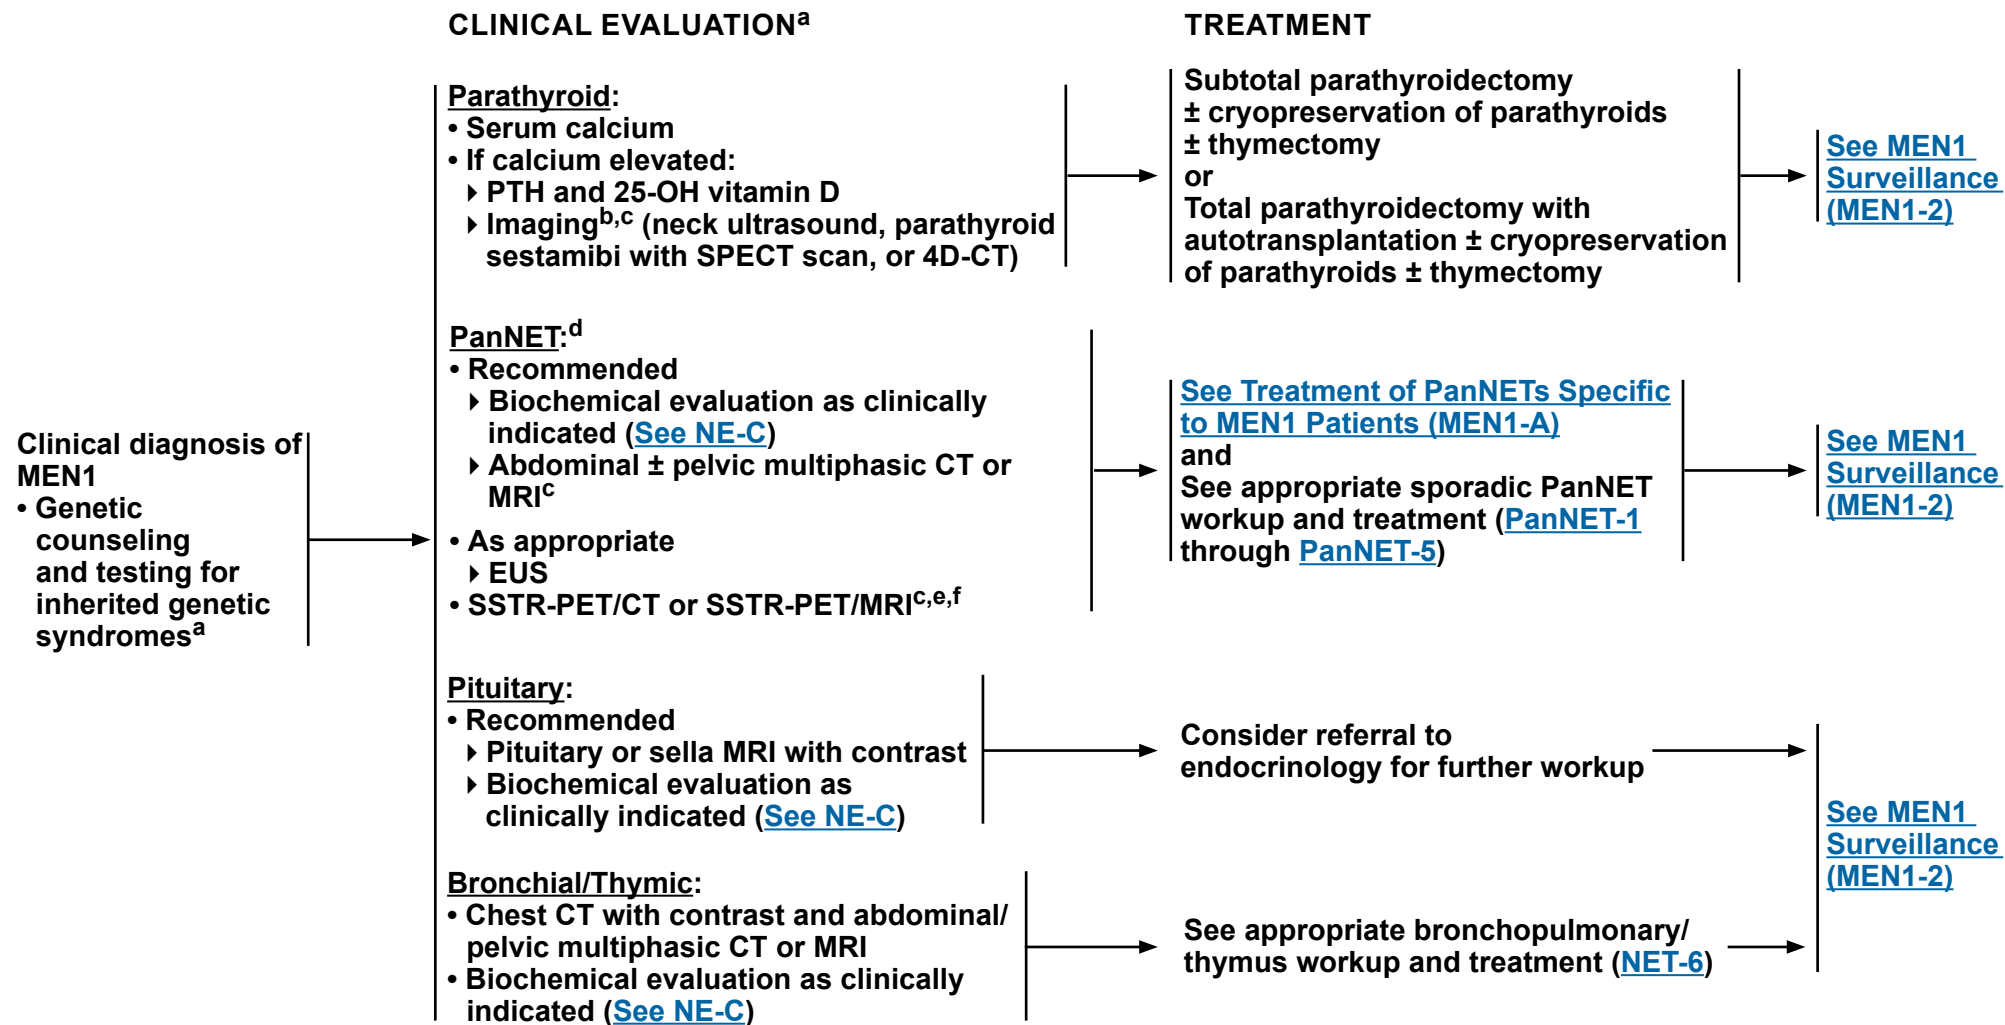 CLINICAL EVALUATIONa
TREATMENT
Clinical diagnosis of
MEN1
• Genetic
counseling
and testing for
inherited genetic
syndromesa
Parathyroid:
• Serum calcium
• If calcium elevated:
▸ PTH and 25-OH vitamin D
▸ Imagingb,c (neck ultrasound, parathyroid
sestamibi with SPECT scan, or 4D-CT)
Subtotal parathyroidectomy
± cryopreservation of parathyroids
± thymectomy
or
Total parathyroidectomy with
autotransplantation ± cryopreservation
of parathyroids ± thymectomy
See MEN1
Surveillance
(MEN1-2)
PanNET:d
• Recommended
▸ Biochemical evaluation as clinically
indicated (See NE-C)
▸ Abdominal ± pelvic multiphasic CT or
MRIc
• As appropriate
▸ EUS
• SSTR-PET/CT or SSTR-PET/MRIc,e,f
See Treatment of PanNETs Specific
to MEN1 Patients (MEN1-A)
and
See appropriate sporadic PanNET
workup and treatment (PanNET-1
through PanNET-5)
See MEN1
Surveillance
(MEN1-2)
Pituitary:
• Recommended
▸ Pituitary or sella MRI with contrast
▸ Biochemical evaluation as
clinically indicated (See NE-C)
Consider referral to
endocrinology for further workup
Bronchial/Thymic:
• Chest CT with contrast and abdominal/
pelvic multiphasic CT or MRI
• Biochemical evaluation as clinically
indicated (See NE-C)
See appropriate bronchopulmonary/
thymus workup and treatment (NET-6)
See MEN1
Surveillance
(MEN1-2)